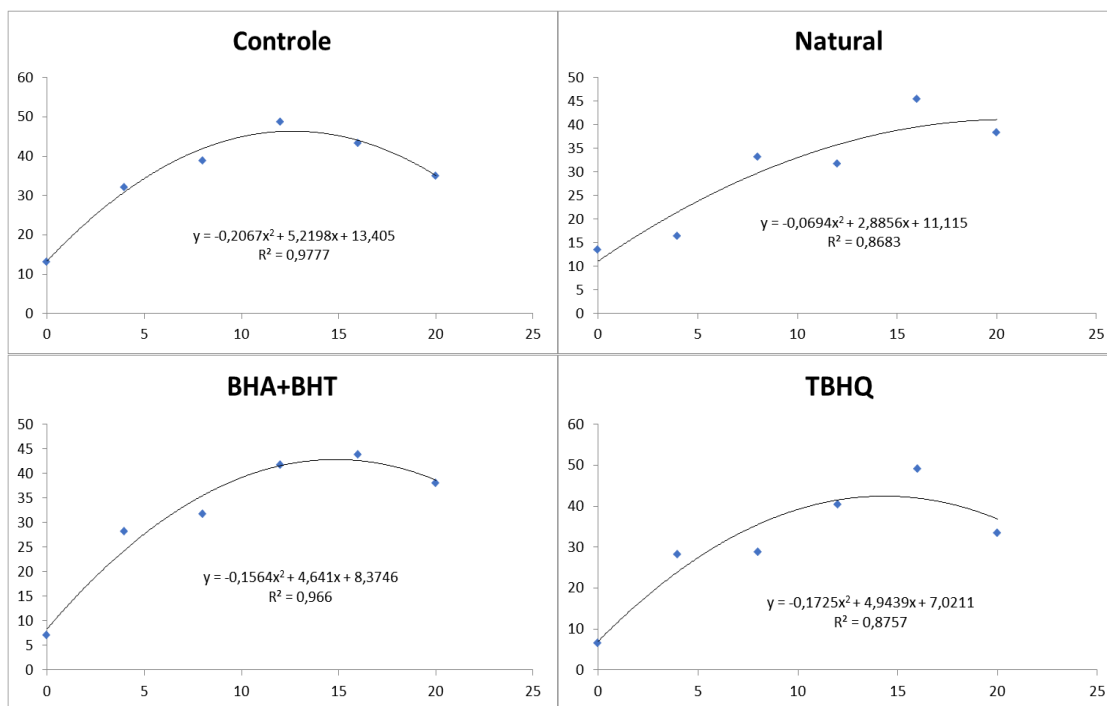 Controle
60
50
40
30
20
10
0
y = -0,2067x² + 5,2198x + 13,405
R² = 0,9777
0 5 10 15 20 25
Natural
50
45
40
35
30
25
20
15
10
5
0
y = -0,0694x² + 2,8856x + 11,115
R² = 0,8683
0 5 10 15 20 25
BHA+BHT
50
45
40
35
30
25
20
15
10
5
0
y = -0,1564x² + 4,641x + 8,3746
R² = 0,966
0 5 10 15 20 25
TBHQ
60
50
40
30
20
10
0
y = -0,1725x² + 4,9439x + 7,0211
R² = 0,8757
0 5 10 15 20 25